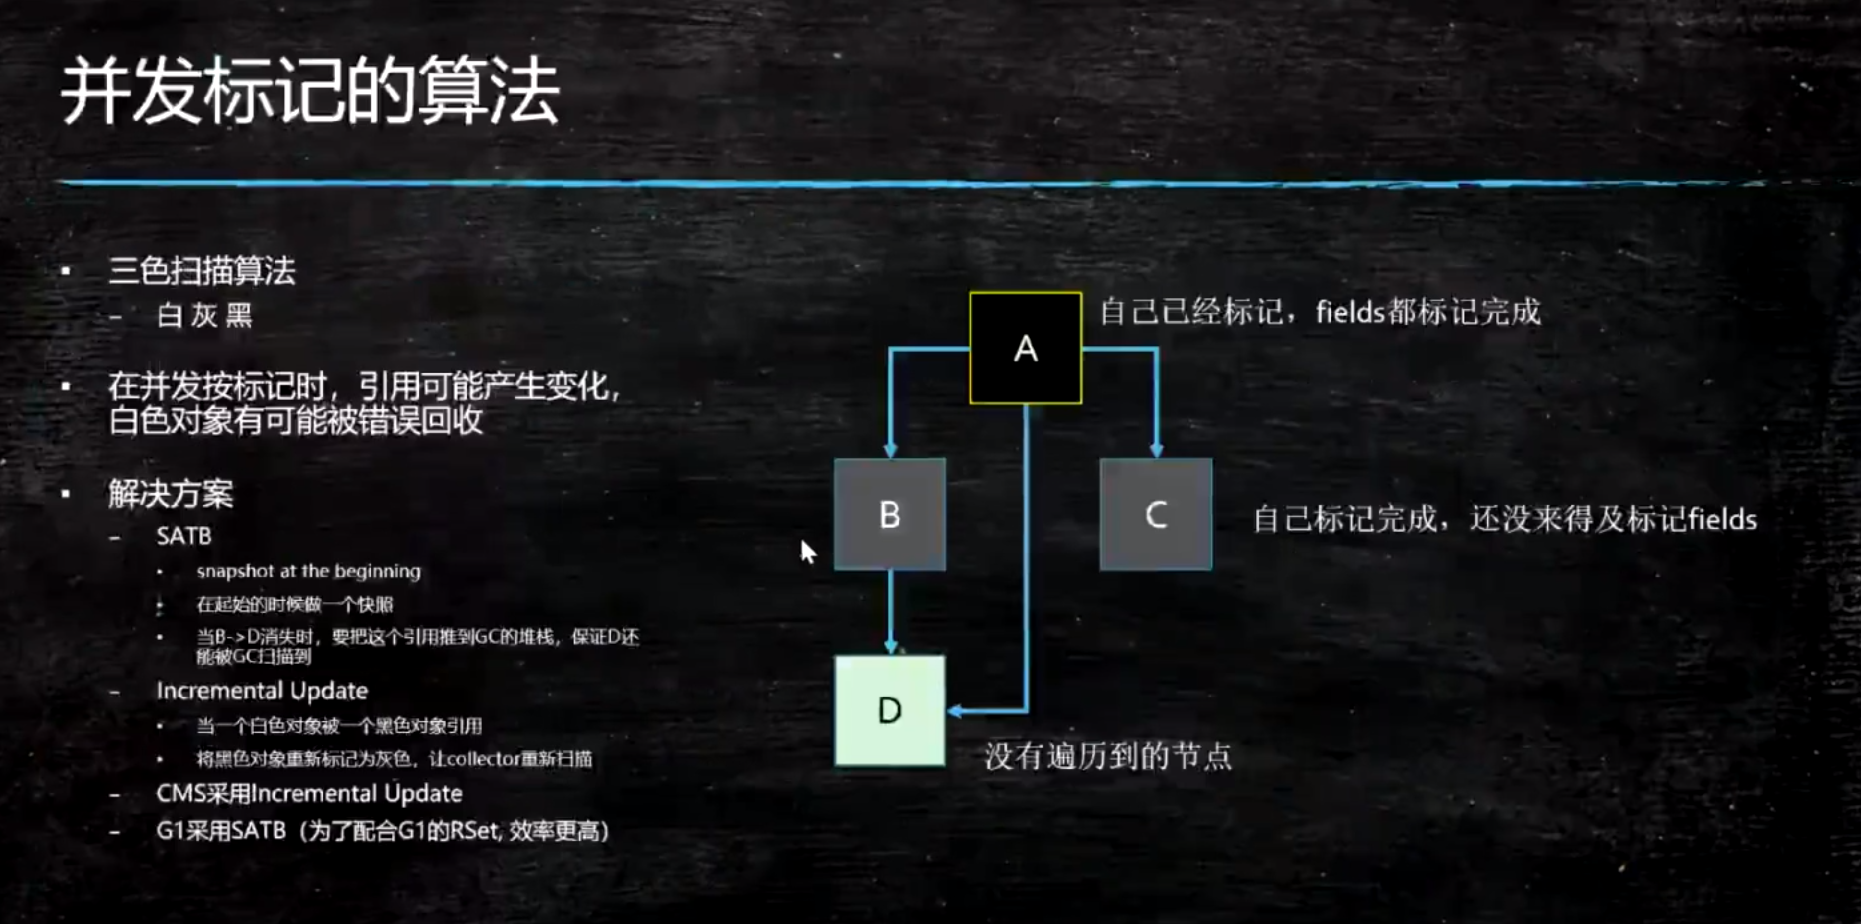 并发标记的算法
三色扫描算法
白 灰 黑
在并发按标记时，引用可能产生变化，
白色对象有可能被错误回收
解决方案
SATB
snapshot at the beginning
在起始的时候做一个快照
当B->D消失时，要把这个引用推到GC的堆栈，保证D还
能被GC扫描到
Incremental Update
当一个白色对象被一个黑色对象引用
将黑色对象重新标记为灰色，让collector重新扫描
CMS采用Incremental Update
G1采用SATB（为了配合G1的RSet, 效率更高）
A
自己已经标记，fields都标记完成
B
C
自己标记完成，还没来得及标记fields
D
没有遍历到的节点